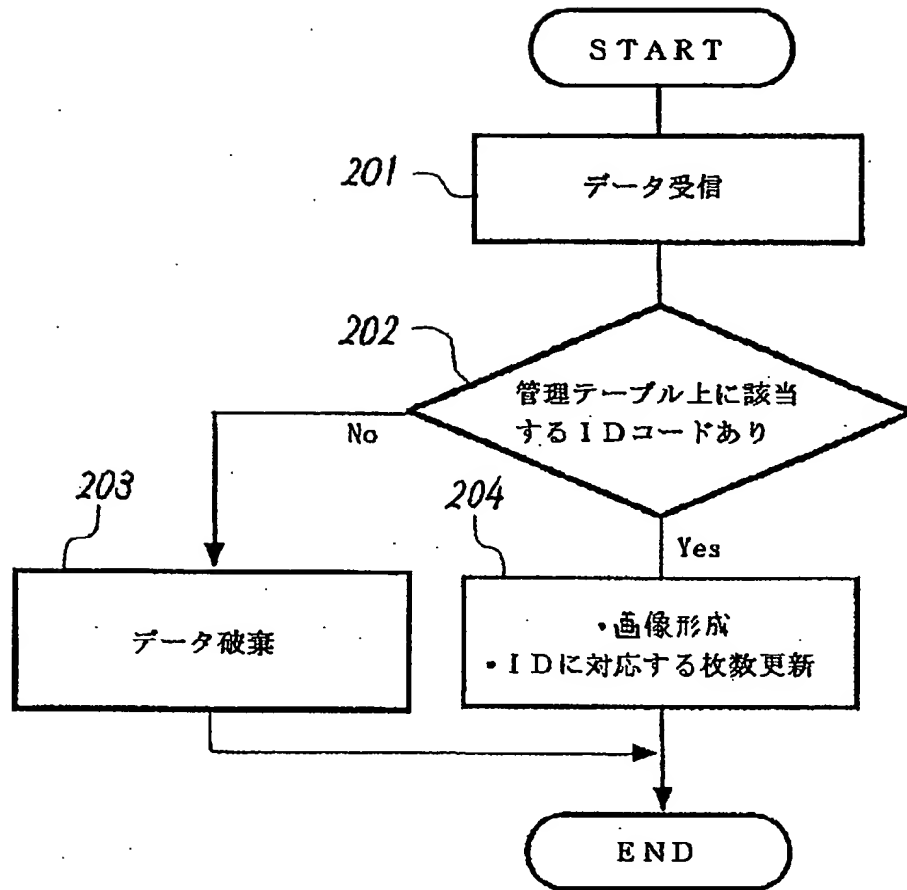 START
201
データ受信
202
管理テーブル上に該当
するIDコードあり
No
Yes
203
データ破棄
204
・画像形成
・IDに対応する枚数更新
END